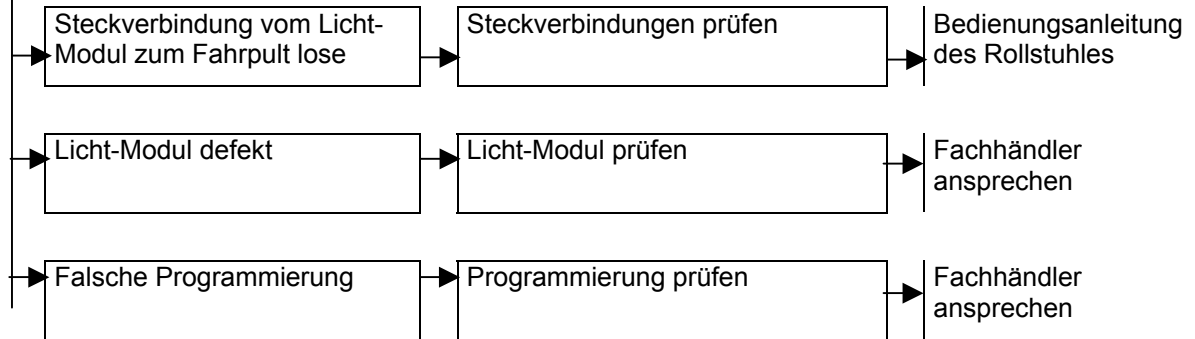 Steckverbindung vom Licht-
Modul zum Fahrpult lose
Steckverbindungen prüfen
Bedienungsanleitung
des Rollstuhles
Licht-Modul defekt
Licht-Modul prüfen
Fachhändler
ansprechen
Falsche Programmierung
Programmierung prüfen
Fachhändler
ansprechen